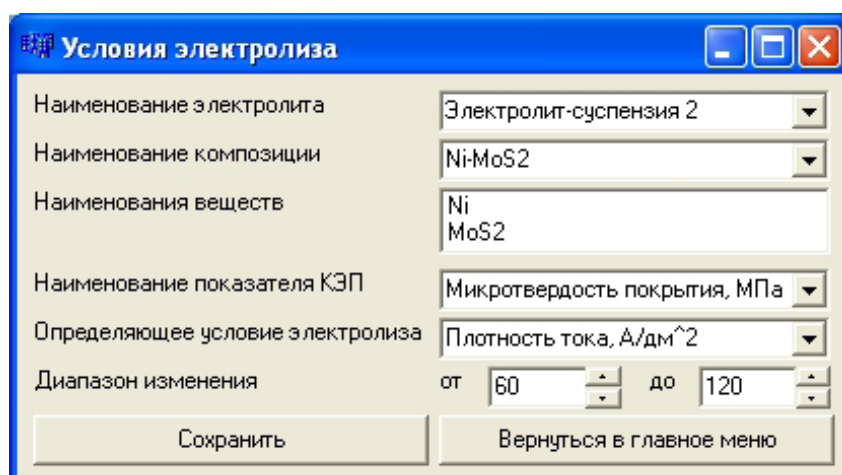 Условия электролиза
Наименование электролита Электролит-суспензия 2
Наименование композиции Ni-MoS2
Наименования веществ Ni
MoS2
Наименование показателя КЭП Микротвердость покрытия, МПа
Определяющее условие электролиза Плотность тока, А/дм^2
Диапазон изменения от 60 до 120
Сохранить Вернуться в главное меню